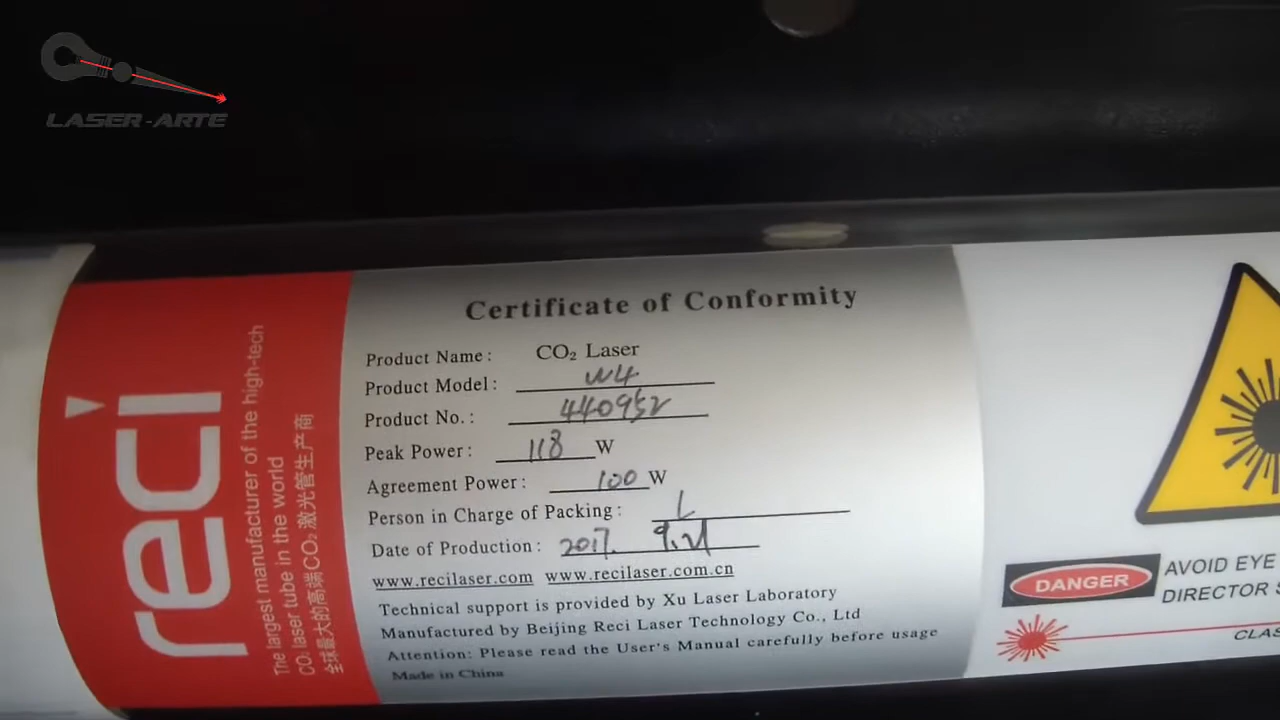 LASER-ARTE
reci
The largest manufacturer of the high-tech
CO₂ laser tube in the world
全球最大的高端CO₂激光管生产商
Certificate of Conformity
Product Name: CO₂ Laser
Product Model: W4
Product No.: 440952
Peak Power: 118 W
Agreement Power: 100 W
Person in Charge of Packing: L
Date of Production: 2017. 9.21
www.recilaser.com www.recilaser.com.cn
Technical support is provided by Xu Laser Laboratory
Manufactured by Beijing Reci Laser Technology Co., Ltd
Attention: Please read the User's Manual carefully before usage
Made in China
DANGER
AVOID EYE
DIRECTOR